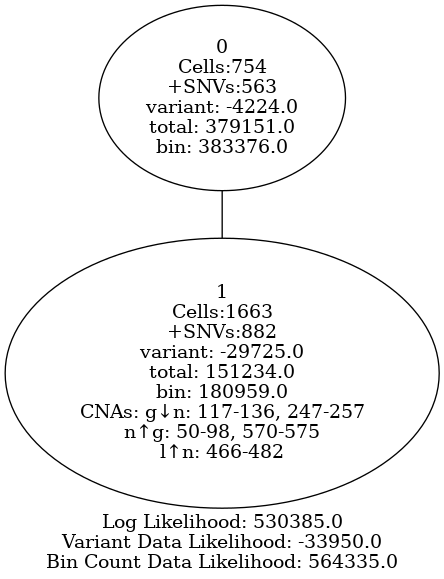 0
Cells:754
+SNVs:563
variant: -4224.0
total: 379151.0
bin: 383376.0
1
Cells:1663
+SNVs:882
variant: -29725.0
total: 151234.0
bin: 180959.0
CNAs: g↓n: 117-136, 247-257
n↑g: 50-98, 570-575
l↑n: 466-482
Log Likelihood: 530385.0
Variant Data Likelihood: -33950.0
Bin Count Data Likelihood: 564335.0